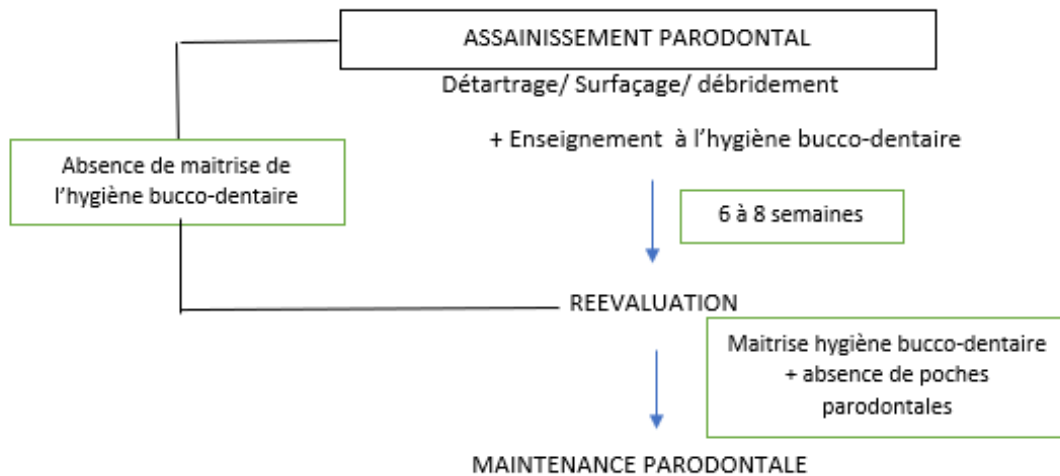 ASSAINISSEMENT PARODONTAL
Détartrage/ Surfaçage/ débridement
+ Enseignement à l’hygiène bucco-dentaire
Absence de maitrise de
l’hygiène bucco-dentaire
6 à 8 semaines
REEVALUATION
Maitrise hygiène bucco-dentaire
+ absence de poches
parodontales
MAINTENANCE PARODONTALE